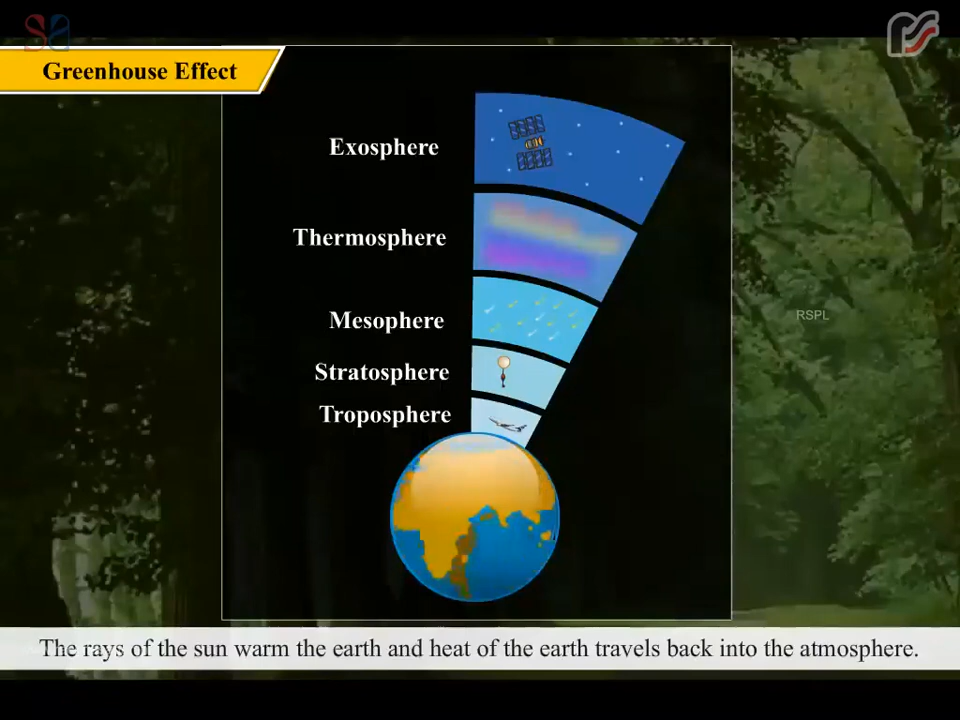 Greenhouse Effect
Exosphere
Thermosphere
Mesophere
Stratosphere
Troposphere
RSPL
The rays of the sun warm the earth and heat of the earth travels back into the atmosphere.